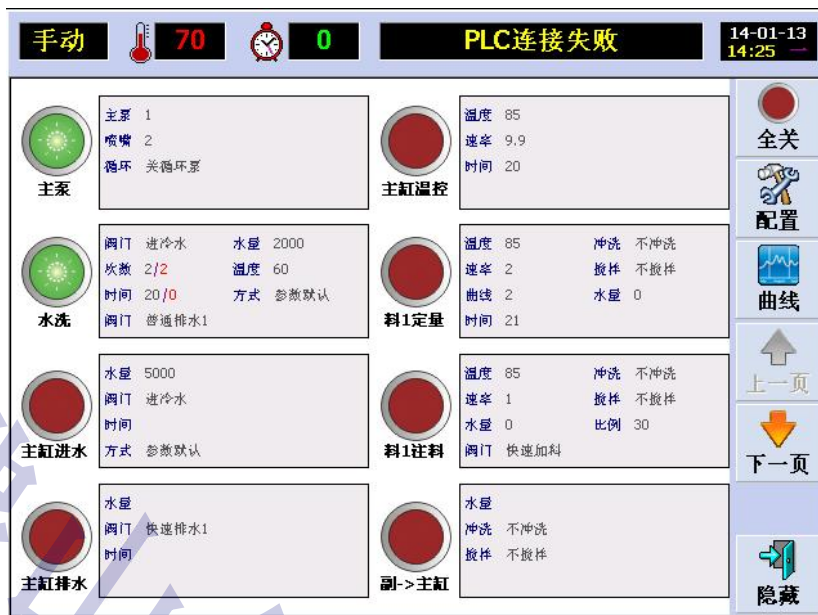 手动
70
0
PLC连接失败
14-01-13
14:25
主泵
主泵 1
喷嘴 2
循环 关循环泵
主缸温控
温度 85
速率 9.9
时间 20
水洗
阀门 进冷水 水量 2000
次数 2/2 温度 60
时间 20/0 方式 参数默认
阀门 普通排水1
料1定量
温度 85 冲洗 不冲洗
速率 2 搅拌 不搅拌
曲线 2 水量 0
时间 21
主缸进水
水量 5000
阀门 进冷水
时间
方式 参数默认
料1注料
温度 85 冲洗 不冲洗
速率 1 搅拌 不搅拌
水量 0 比例 30
阀门 快速加料
主缸排水
水量
阀门 快速排水1
时间
副->主缸
水量
冲洗 不冲洗
搅拌 不搅拌
全关
配置
曲线
上一页
下一页
隐藏